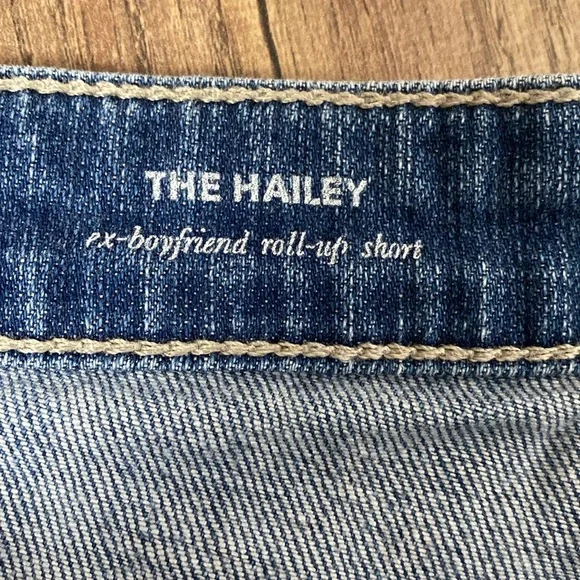 THE HAILEY
ex-boyfriend roll-up short